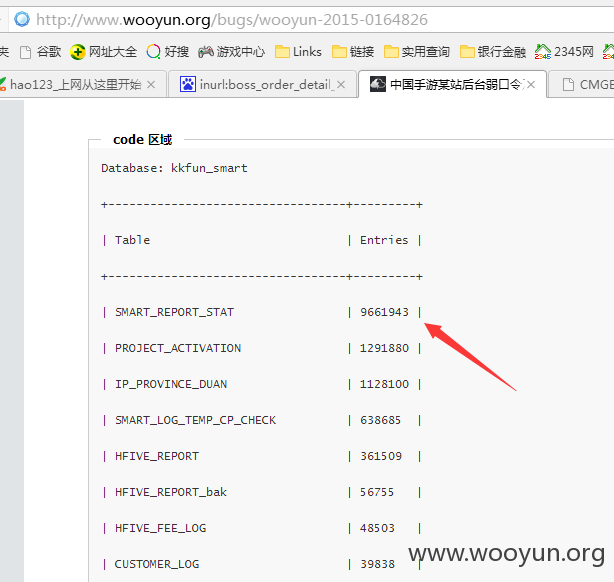 http://www.wooyun.org/bugs/wooyun-2015-0164826
夹 谷歌 网址大全 好搜 游戏中心 Links 链接 实用查询 银行金融 2345网
hao123_上网从这里开始 × inurl:boss_order_detail_ × 中国手游某站后台弱口令 × CMGE
code 区域
Database: kkfun_smart
+----------------------------------+---------+
| Table | Entries |
+----------------------------------+---------+
| SMART_REPORT_STAT | 9661943 |
| PROJECT_ACTIVATION | 1291880 |
| IP_PROVINCE_DUAN | 1128100 |
| SMART_LOG_TEMP_CP_CHECK | 638685 |
| HFIVE_REPORT | 361509 |
| HFIVE_REPORT_bak | 56755 |
| HFIVE_FEE_LOG | 48503 |
| CUSTOMER_LOG | 39838 |
www.wooyun.org